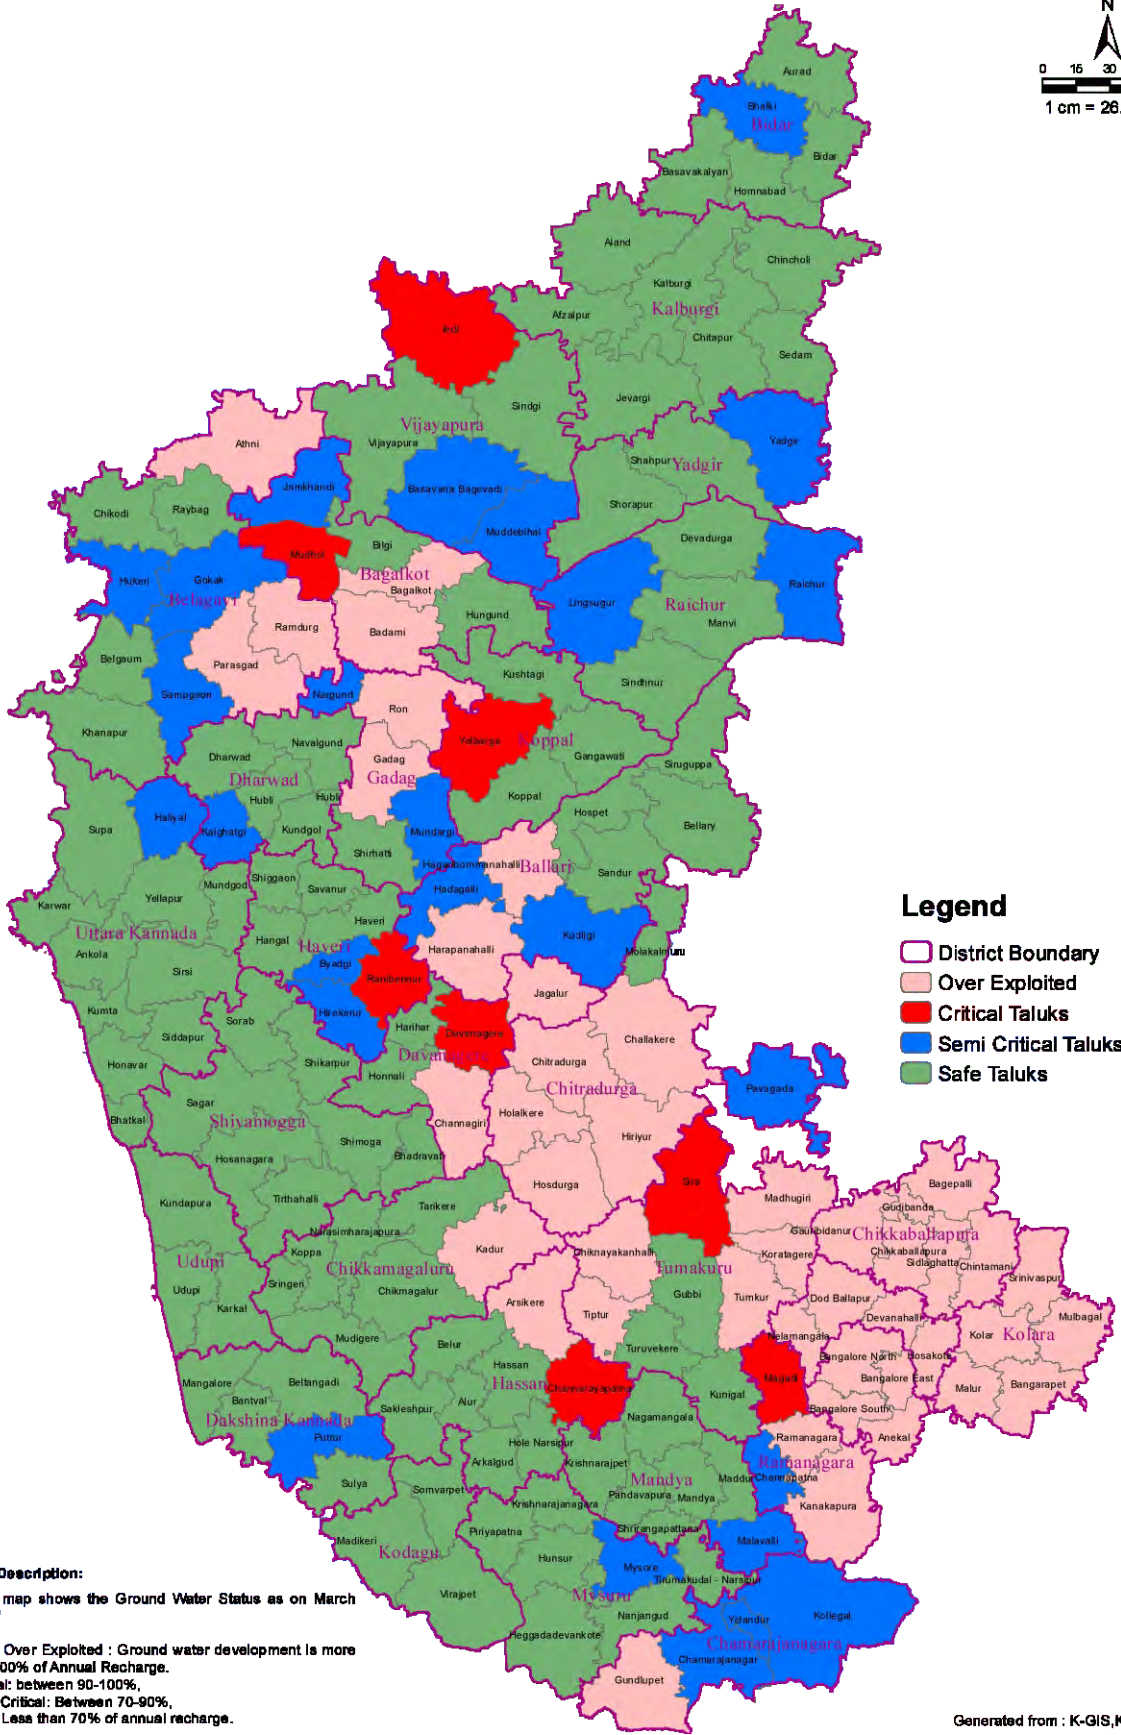 N
0 15 30
1 cm = 26.
Aurad
Bhalki
Bidar
Bidar
Basavakalyan
Homnabad
Aland
Chincholi
Kalburgi
Kalburgi
Afzalpur
Chitapur
Sedam
Indi
Jevargi
Sindgi
Vijayapura
Vijayapura
Athni
Yadgir
Shahpur
Yadgir
Jamkhandi
Basavana Bagevadi
Shorapur
Chikodi
Raybag
Muddebihal
Devadurga
Bilgi
Mudhol
Bagalkot
Bagalkot
Hukeri
Gokak
Belagavi
Raichur
Lingsugur
Raichur
Manvi
Hungund
Ramdurg
Badami
Belgaum
Parasgad
Kushtagi
Sindhnur
Sampgaon
Nargund
Ron
Khanapur
Yelbarga
Koppal
Navalgund
Dharwad
Gadag
Gangawati
Siruguppa
Dharwad
Gadag
Hubli
Hubli
Koppal
Hospet
Supa
Haliyal
Kalghatgi
Kundgol
Mundargi
Bellary
Shirhatti
Hagaribommanahalli
Ballari
Sandur
Mundgod
Shiggaon
Savanur
Hadagalli
Karwar
Yellapur
Haveri
Uttara Kannada
Hangal
Haveri
Kudligi
Harapanahalli
Molakalmuru
Ankola
Sirsi
Byadgi
Ranibennur
Jagalur
Kumta
Sorab
Hirekerur
Harihar
Davanagere
Siddapur
Challakere
Honavar
Shikarpur
Davanagere
Chitradurga
Honnali
Chitradurga
Pavagada
Sagar
Bhatkal
Shivamogga
Channagiri
Holalkere
Shimoga
Hiriyur
Bhadravati
Hosanagara
Hosdurga
Sira
Bagepalli
Kundapura
Tirthahalli
Tarikere
Madhugiri
Gudibanda
Narasimharajapura
Gauribidanur
Chikkaballapura
Koppa
Kadur
Chiknayakanhalli
Koratagere
Chikkaballapura
Sidlaghatta
Chintamani
Udupi
Chikkamagaluru
Tumakuru
Srinivaspur
Sringeri
Udupi
Chikmagalur
Arsikere
Gubbi
Tumkur
Dod Ballapur
Karkal
Tiptur
Devanahalli
Mulbagal
Mudigere
Belur
Turuvekere
Nelamangala
Kolar
Kolara
Hassan
Bangalore North
Hosakote
Mangalore
Beltangadi
Hassan
Channarayapatna
Magadi
Bangalore East
Malur
Bangarapet
Bantval
Sakleshpur
Alur
Kunigal
Bangalore South
Dakshina Kannada
Nagamangala
Puttur
Ramanagara
Anekal
Hole Narsipur
Arkalgud
Krishnarajpet
Ramanagara
Sulya
Somvarpet
Mandya
Maddur
Channapatna
Pandavapura
Mandya
Krishnarajanagara
Kanakapura
Piriyapatna
Shrirangapattana
Madikeri
Kodagu
Malavalli
Hunsur
Mysore
Tirumakudal - Narsipur
Virajpet
Mysuru
Nanjangud
Yelandur
Kollegal
Heggadadevankote
Chamarajanagara
Chamarajanagar
Gundlupet
Legend
District Boundary
Over Exploited
Critical Taluks
Semi Critical Taluks
Safe Taluks
Description:
map shows the Ground Water Status as on March
Over Exploited : Ground water development is more
00% of Annual Recharge.
al: between 90-100%,
Critical: Between 70-90%,
Less than 70% of annual recharge.
Generated from : K-GIS,K